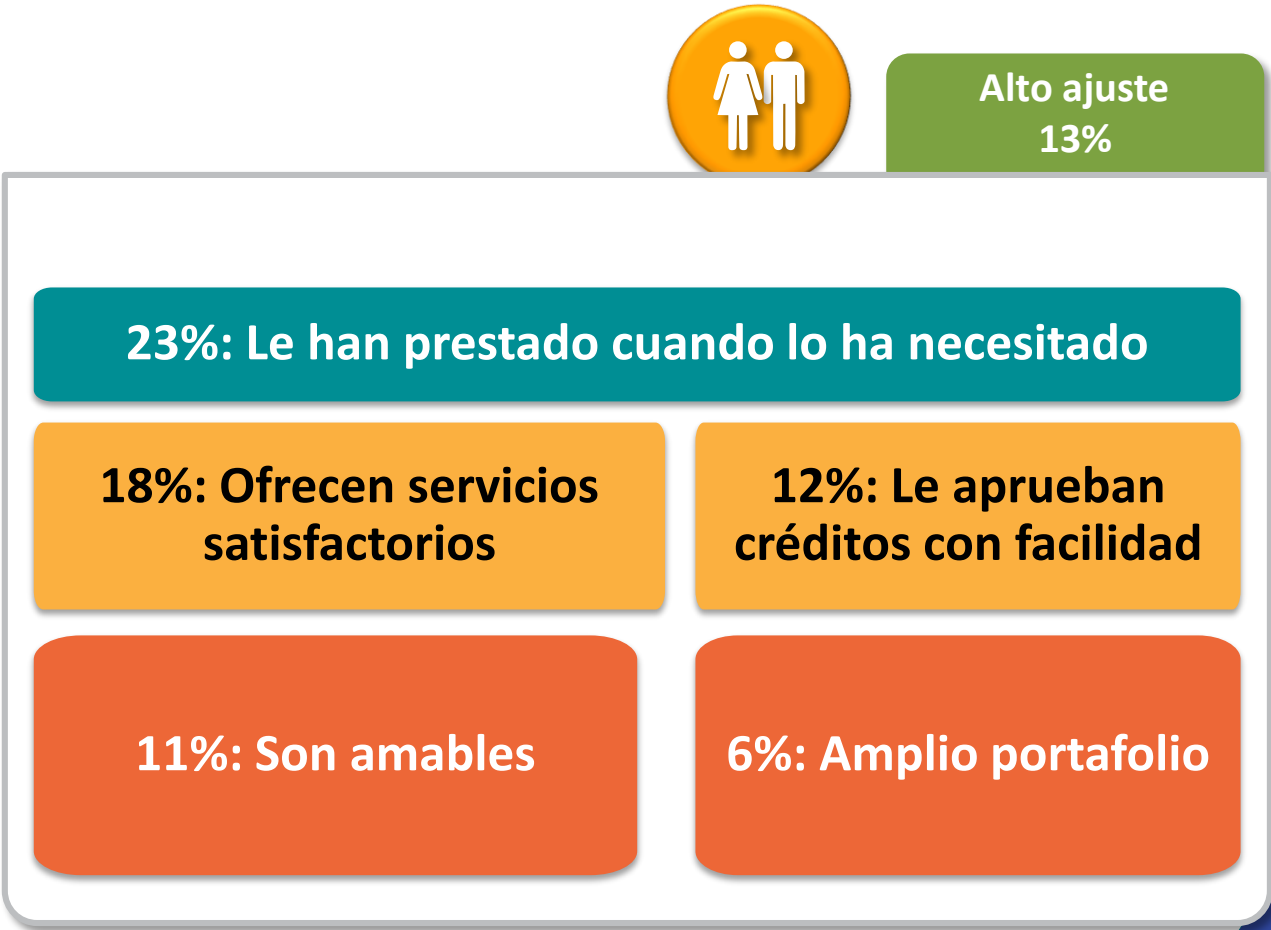 Alto ajuste
13%
23%: Le han prestado cuando lo ha necesitado
18%: Ofrecen servicios
satisfactorios
12%: Le aprueban
créditos con facilidad
11%: Son amables
6%: Amplio portafolio